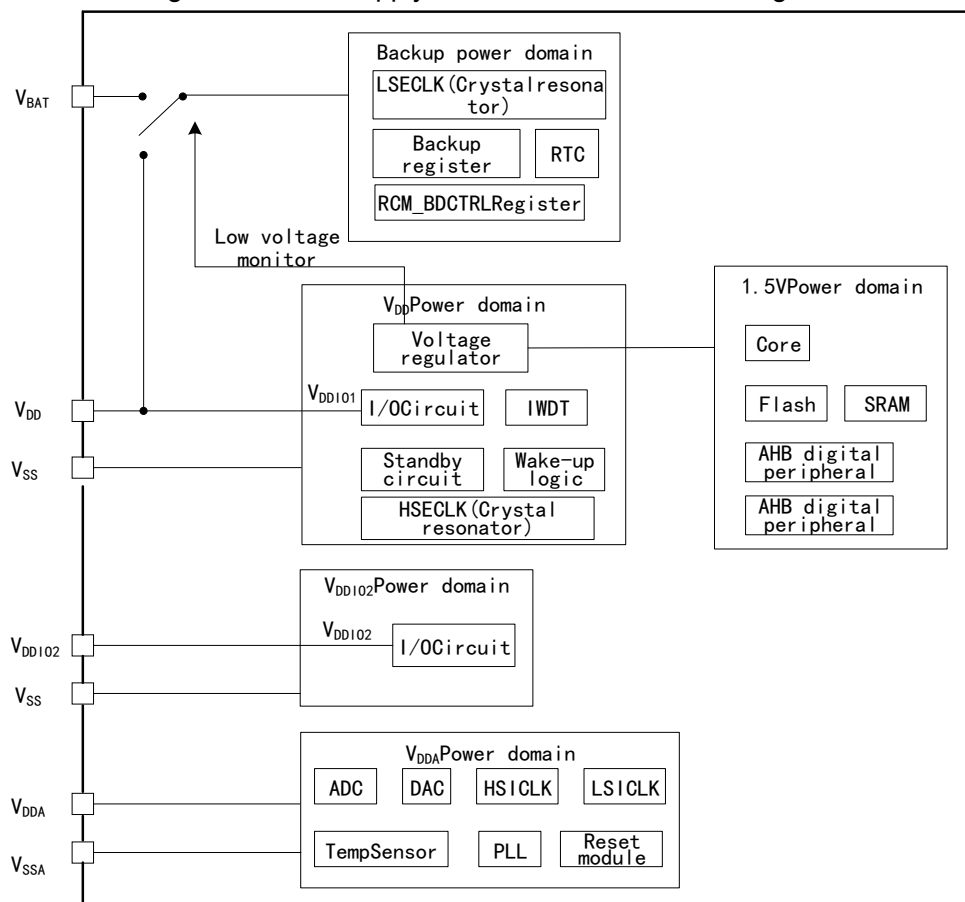 Backup power domain
LSECLK(Crystalresona
tor)
V_BAT
Backup
register
RTC
RCM_BDCTRLRegister
Low voltage
monitor
V_DDPower domain
1.5VPower domain
Voltage
regulator
Core
V_DD
V_DDIO1
I/OCircuit
IWDT
Flash
SRAM
V_SS
Standby
circuit
Wake-up
logic
AHB digital
peripheral
HSECLK(Crystal
resonator)
AHB digital
peripheral
V_DDIO2Power domain
V_DDIO2
V_DDIO2
I/OCircuit
V_SS
V_DDAPower domain
ADC
DAC
HSICLK
LSICLK
V_DDA
TempSensor
PLL
Reset
module
V_SSA